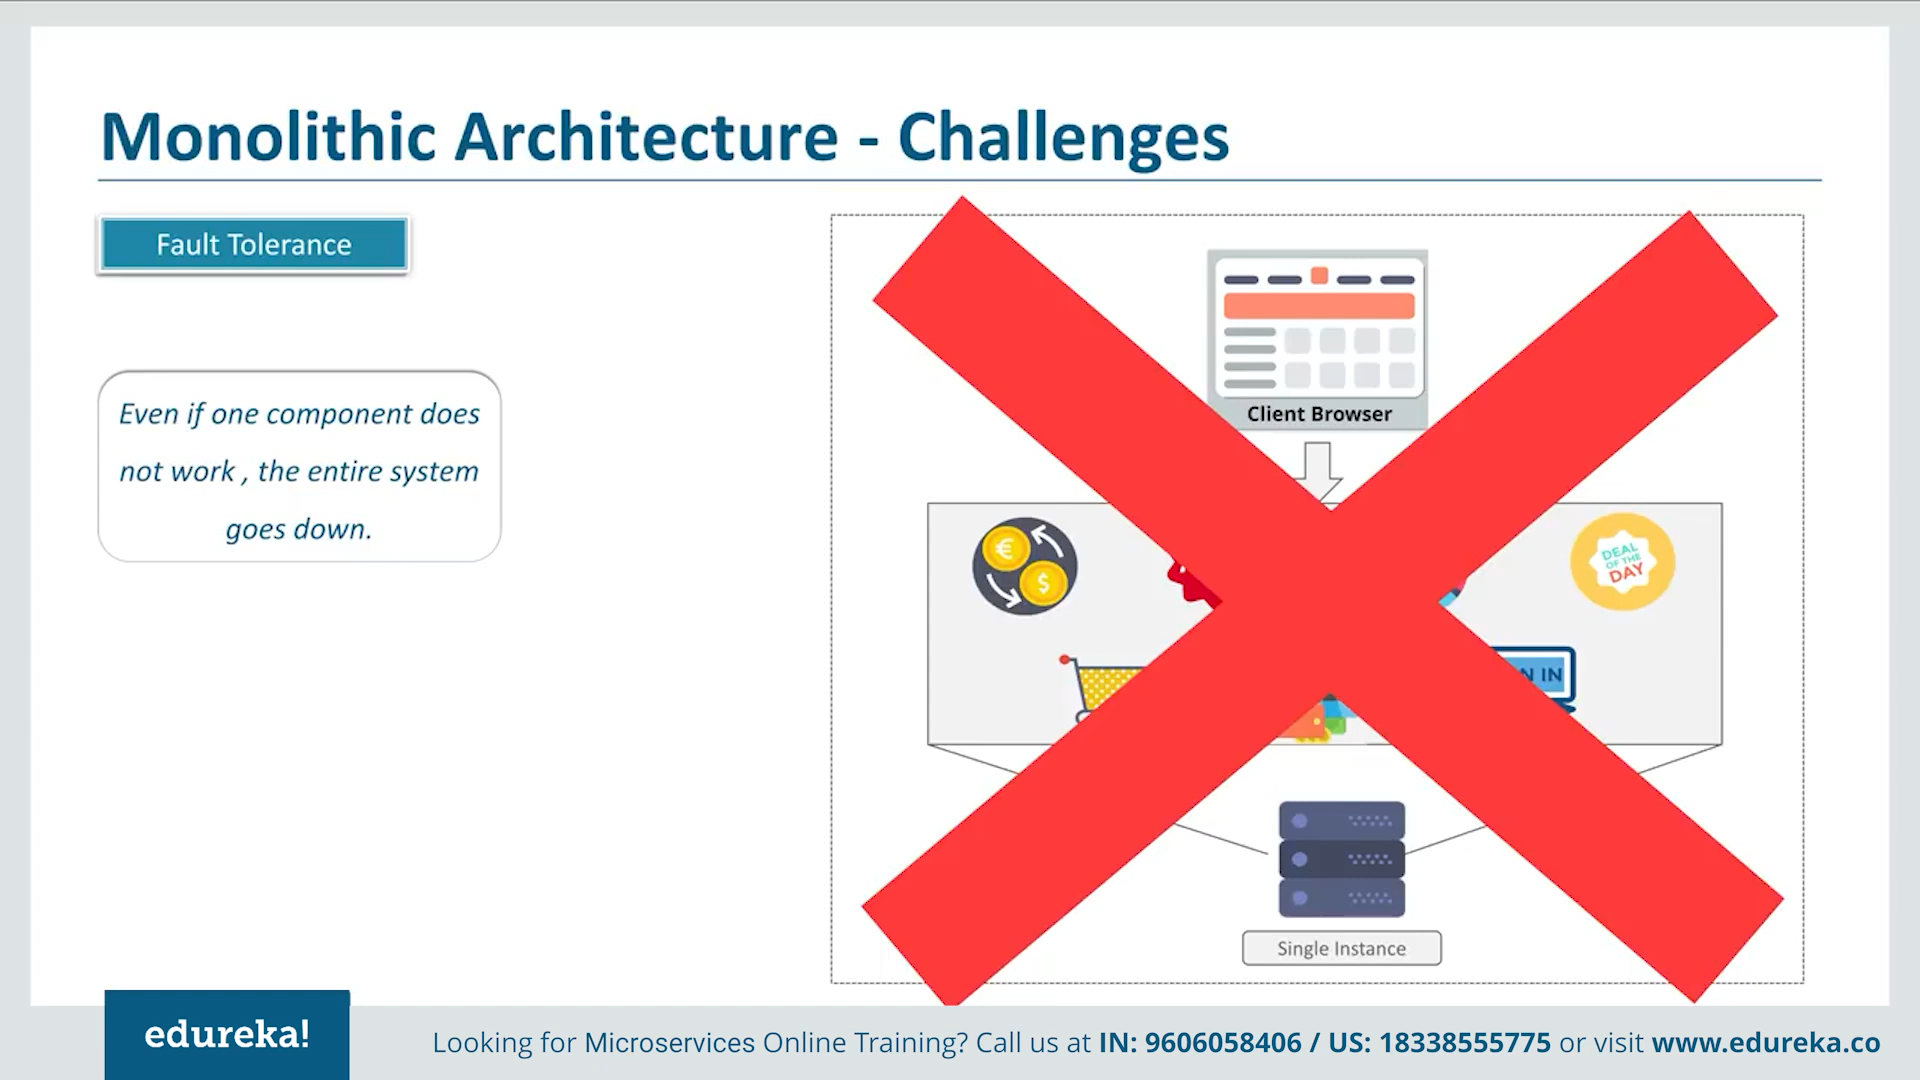 Monolithic Architecture - Challenges
Fault Tolerance
Even if one component does
not work , the entire system
goes down.
Client Browser
€
$
DEAL
OF THE
DAY
N IN
Single Instance
edureka!
Looking for Microservices Online Training? Call us at IN: 9606058406 / US: 18338555775 or visit www.edureka.co